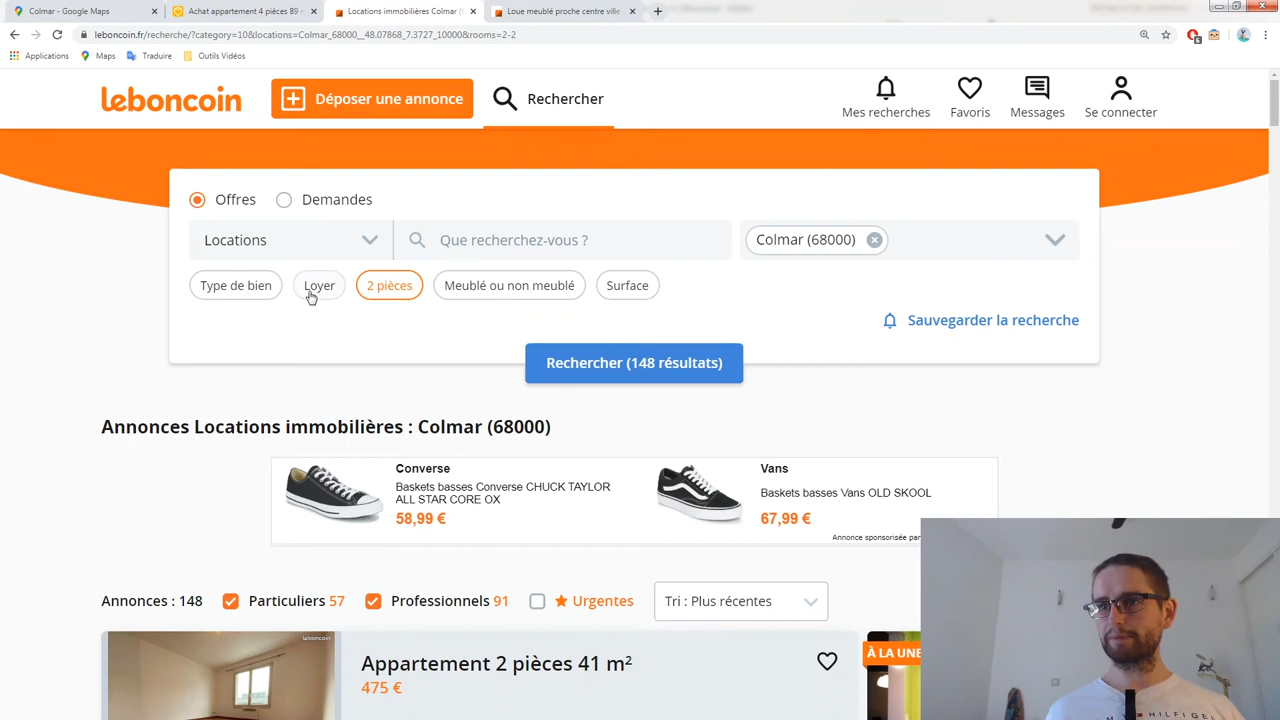 Colmar - Google Maps
Achat appartement 4 pièces 89 m
Locations immobilières Colmar (
Loue meublé proche centre ville
leboncoin.fr/recherche/?category=10&locations=Colmar_68000__48.07868_7.3727_10000&rooms=2-2
Applications
Maps
Traduire
Outils Vidéos
leboncoin
Déposer une annonce
Rechercher
Mes recherches
Favoris
Messages
Se connecter
Offres
Demandes
Locations
Que recherchez-vous ?
Colmar (68000)
Type de bien
Loyer
2 pièces
Meublé ou non meublé
Surface
Sauvegarder la recherche
Rechercher (148 résultats)
Annonces Locations immobilières : Colmar (68000)
Converse
Baskets basses Converse CHUCK TAYLOR
ALL STAR CORE OX
58,99 €
Vans
Baskets basses Vans OLD SKOOL
67,99 €
Annonce sponsorisée par
Annonces : 148
Particuliers 57
Professionnels 91
Urgentes
Tri : Plus récentes
leboncoin
Appartement 2 pièces 41 m²
475 €
À LA UNE
HILFIGE